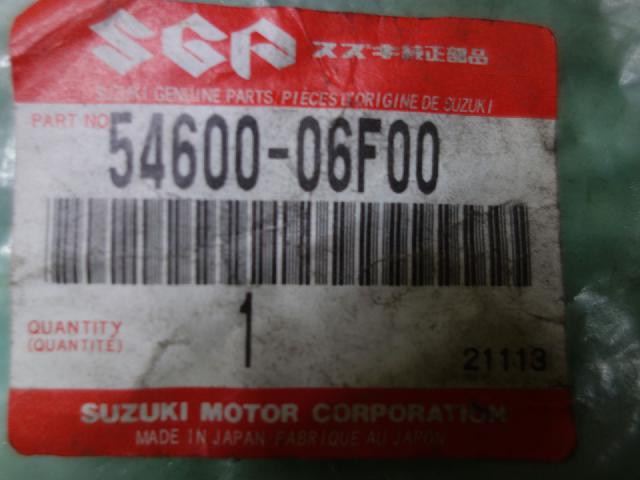 SGP スズキ純正部品
SUZUKI GENUINE PARTS PIÈCES D'ORIGINE DE SUZUKI
PART NO 54600-06F00
QUANTITY 1
(QUANTITÉ)
21113
SUZUKI MOTOR CORPORATION
MADE IN JAPAN FABRIQUE AU JAPON